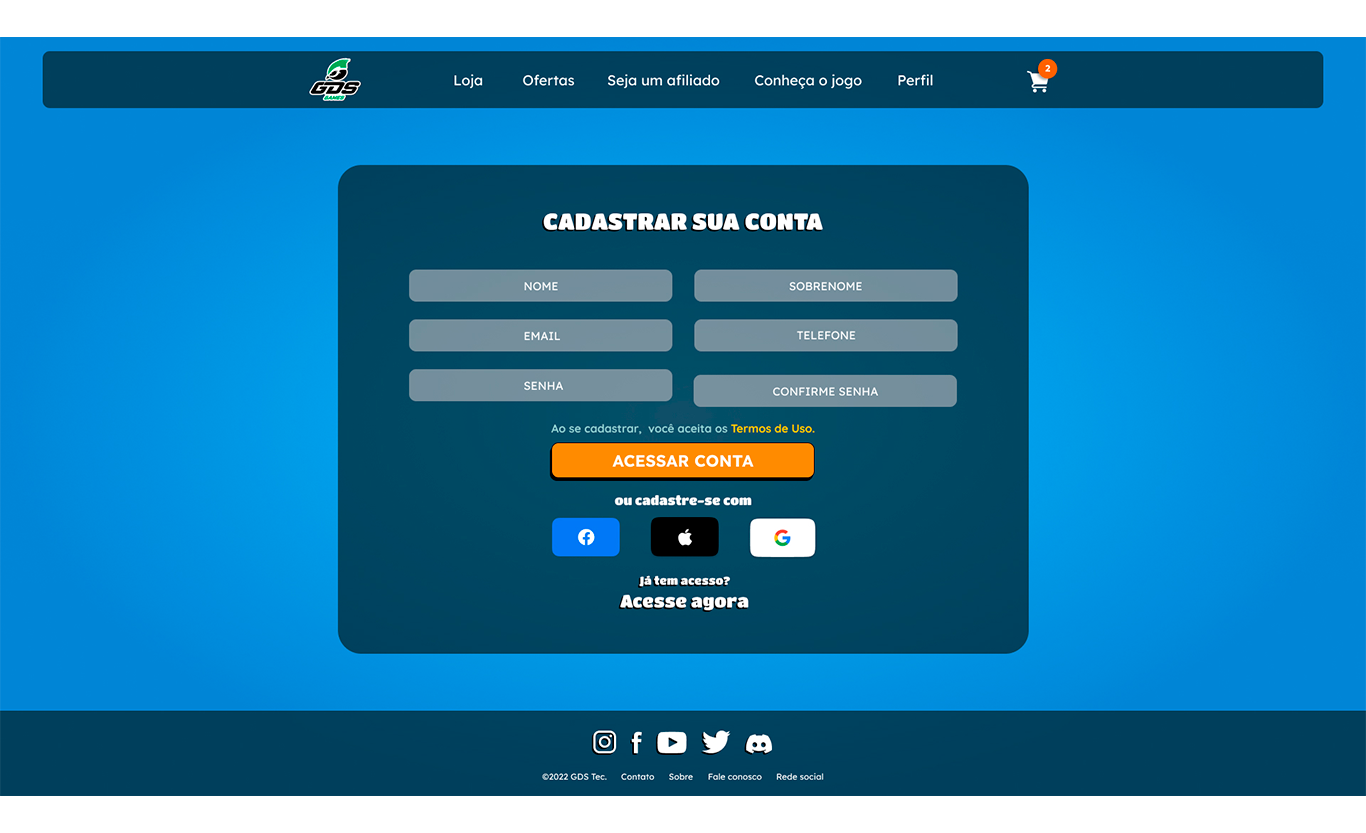 GDS
GAMES
Loja Ofertas Seja um afiliado Conheça o jogo Perfil
2
CADASTRAR SUA CONTA
NOME SOBRENOME
EMAIL TELEFONE
SENHA CONFIRME SENHA
Ao se cadastrar, você aceita os Termos de Uso.
ACESSAR CONTA
ou cadastre-se com
Já tem acesso?
Acesse agora
©2022 GDS Tec. Contato Sobre Fale conosco Rede social